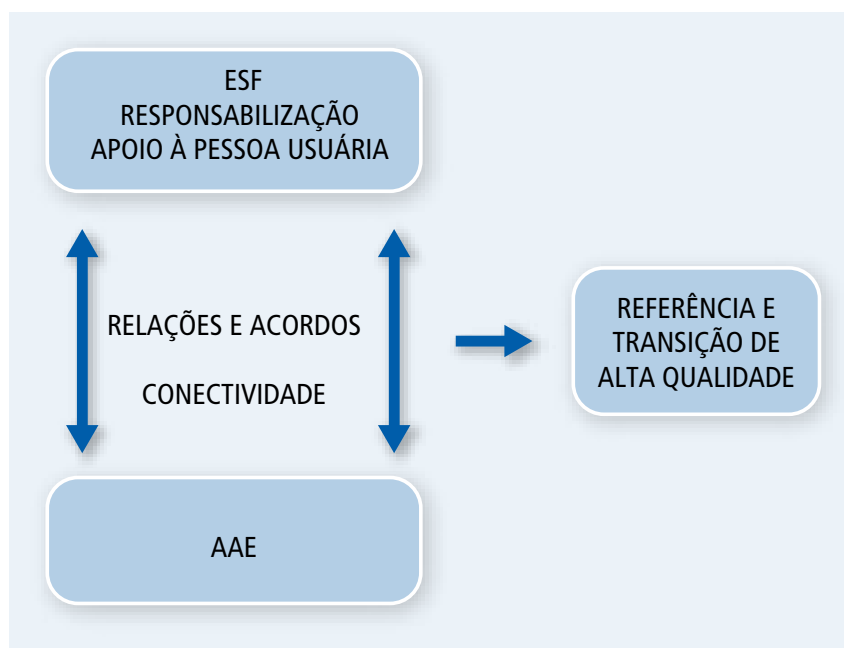 ESF
RESPONSABILIZAÇÃO
APOIO À PESSOA USUÁRIA
RELAÇÕES E ACORDOS
CONECTIVIDADE
REFERÊNCIA E
TRANSIÇÃO DE
ALTA QUALIDADE
AAE